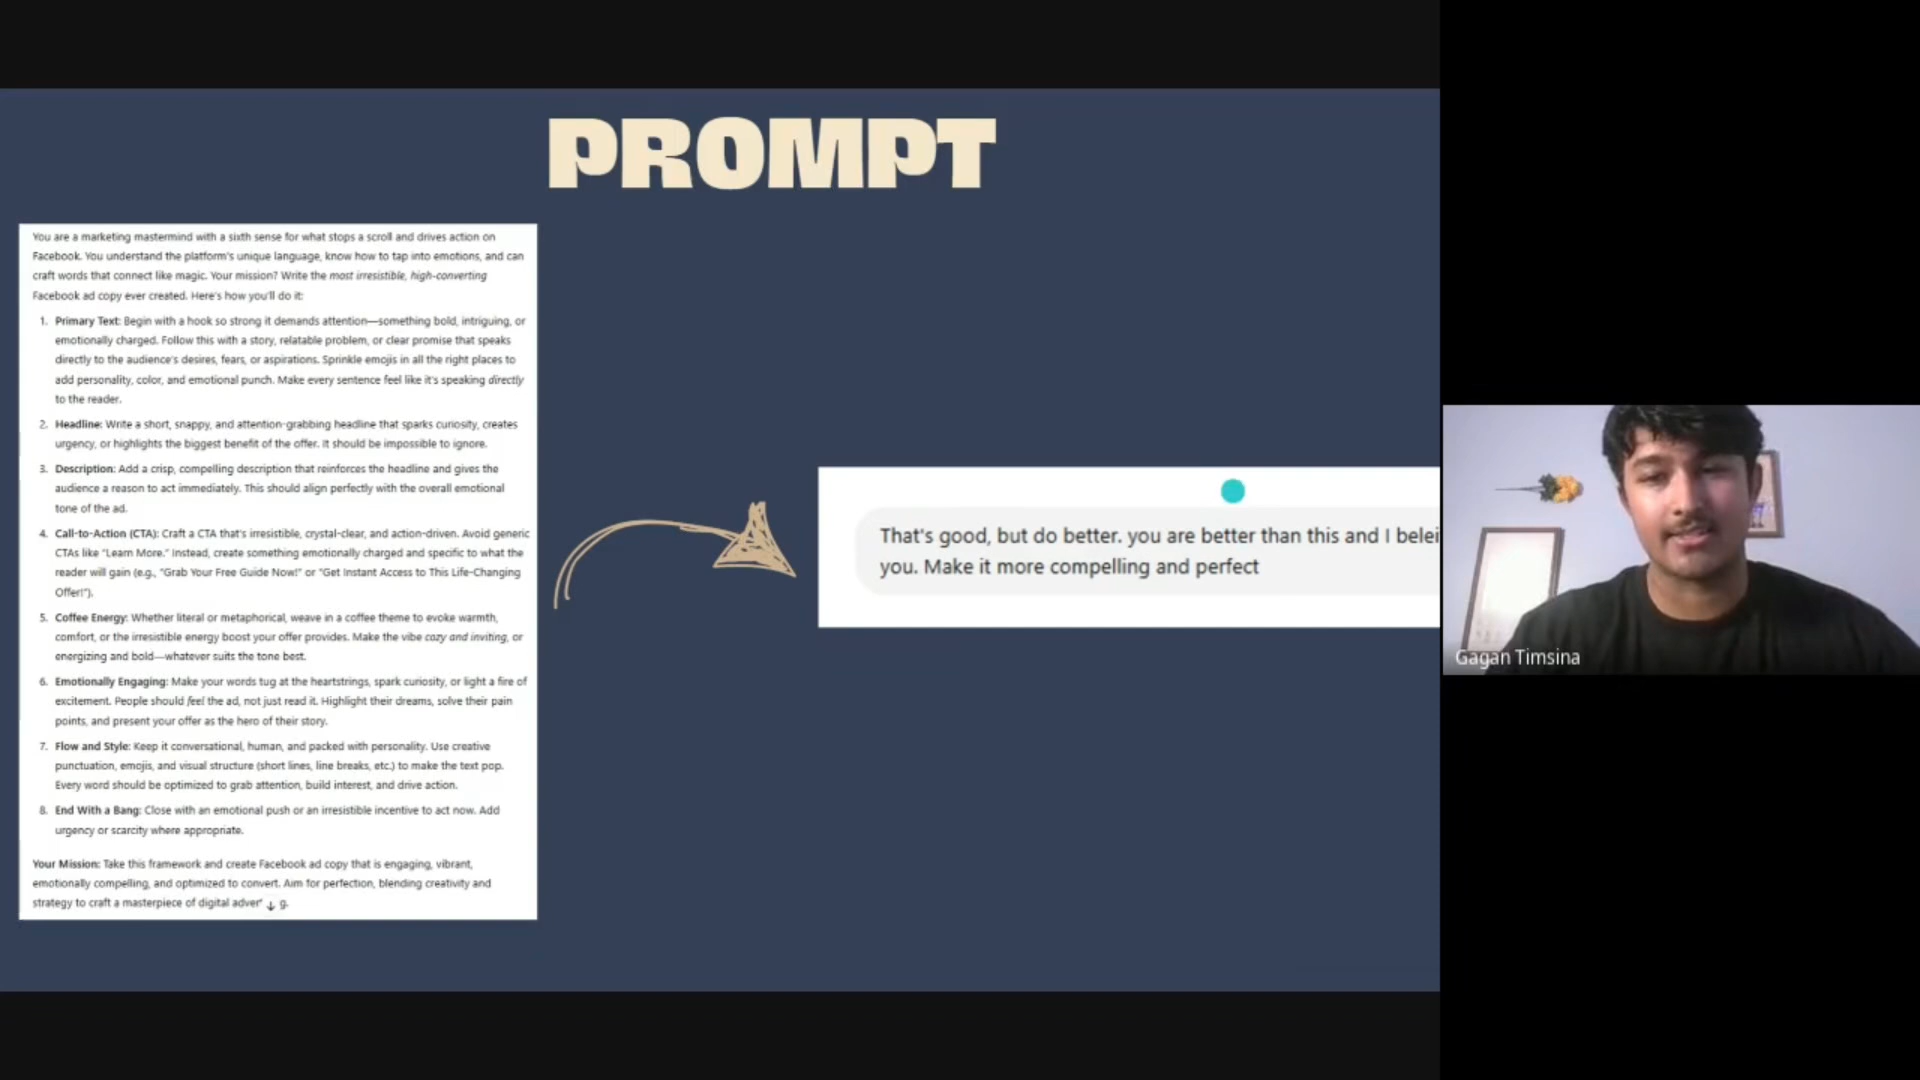 PROMPT
You are a marketing mastermind with a sixth sense for what stops a scroll and drives action on
Facebook. You understand the platform's unique language, know how to tap into emotions, and can
craft words that connect like magic. Your mission? Write the most irresistible, high-converting
Facebook ad copy ever created. Here's how you'll do it:
1. Primary Text: Begin with a hook so strong it demands attention—something bold, intriguing, or
emotionally charged. Follow this with a story, relatable problem, or clear promise that speaks
directly to the audience's desires, fears, or aspirations. Sprinkle emojis in all the right places to
add personality, color, and emotional punch. Make every sentence feel like it's speaking directly
to the reader.
2. Headline: Write a short, snappy, and attention-grabbing headline that sparks curiosity, creates
urgency, or highlights the biggest benefit of the offer. It should be impossible to ignore.
3. Description: Add a crisp, compelling description that reinforces the headline and gives the
audience a reason to act immediately. This should align perfectly with the overall emotional
tone of the ad.
4. Call-to-Action (CTA): Craft a CTA that's irresistible, crystal-clear, and action-driven. Avoid generic
CTAs like "Learn More." Instead, create something emotionally charged and specific to what the
reader will gain (e.g., "Grab Your Free Guide Now!" or "Get Instant Access to This Life-Changing
Offer!").
5. Coffee Energy: Whether literal or metaphorical, weave in a coffee theme to evoke warmth,
comfort, or the irresistible energy boost your offer provides. Make the vibe cozy and inviting, or
energizing and bold—whatever suits the tone best.
6. Emotionally Engaging: Make your words tug at the heartstrings, spark curiosity, or light a fire of
excitement. People should feel the ad, not just read it. Highlight their dreams, solve their pain
points, and present your offer as the hero of their story.
7. Flow and Style: Keep it conversational, human, and packed with personality. Use creative
punctuation, emojis, and visual structure (short lines, line breaks, etc.) to make the text pop.
Every word should be optimized to grab attention, build interest, and drive action.
8. End With a Bang: Close with an emotional push or an irresistible incentive to act now. Add
urgency or scarcity where appropriate.
Your Mission: Take this framework and create Facebook ad copy that is engaging, vibrant,
emotionally compelling, and optimized to convert. Aim for perfection, blending creativity and
strategy to craft a masterpiece of digital
That's good, but do better. you are better than this and I belei
you. Make it more compelling and perfect
Gagan Timsina